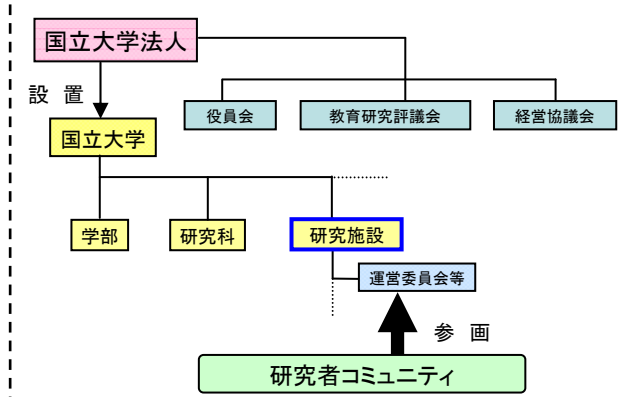 国立大学法人
設 置
役員会
教育研究評議会
経営協議会
国立大学
学部
研究科
研究施設
運営委員会等
参 画
研究者コミュニティ